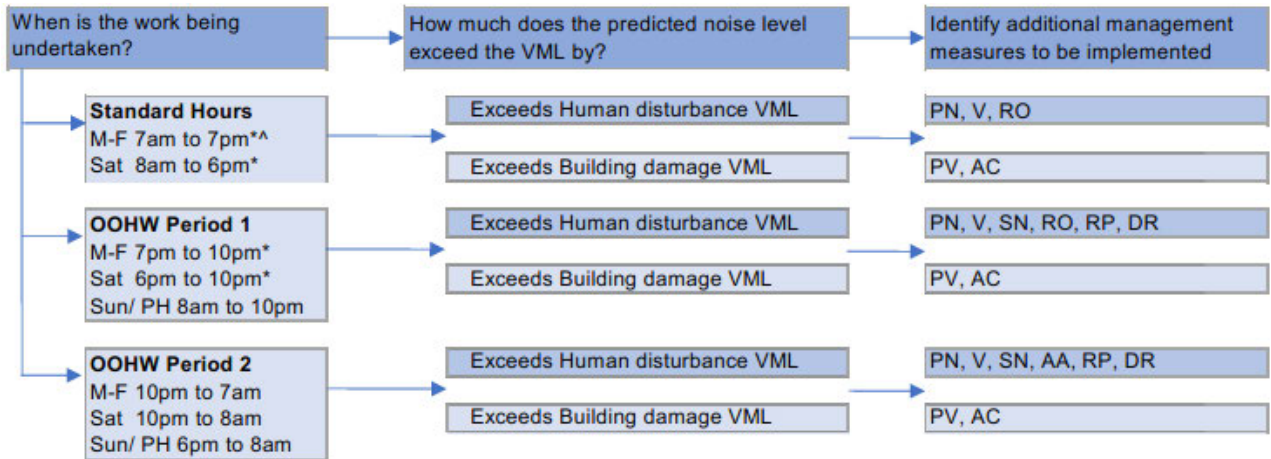 When is the work being
undertaken?
How much does the predicted noise level
exceed the VML by?
Identify additional management
measures to be implemented
Standard Hours
M-F 7am to 7pm*^
Sat 8am to 6pm*
Exceeds Human disturbance VML
PN, V, RO
Exceeds Building damage VML
PV, AC
OOHW Period 1
M-F 7pm to 10pm*
Sat 6pm to 10pm*
Sun/ PH 8am to 10pm
Exceeds Human disturbance VML
PN, V, SN, RO, RP, DR
Exceeds Building damage VML
PV, AC
OOHW Period 2
M-F 10pm to 7am
Sat 10pm to 8am
Sun/ PH 6pm to 8am
Exceeds Human disturbance VML
PN, V, SN, AA, RP, DR
Exceeds Building damage VML
PV, AC